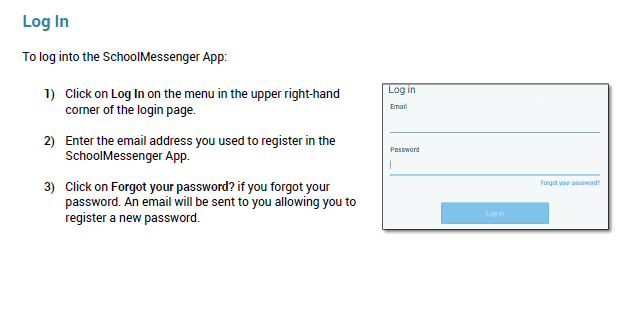 Log In
To log into the SchoolMessenger App:
1) Click on Log In on the menu in the upper right-hand
corner of the login page.
2) Enter the email address you used to register in the
SchoolMessenger App.
3) Click on Forgot your password? if you forgot your
password. An email will be sent to you allowing you to
register a new password.
Log in
Email
Password
Forgot your password?
Log in